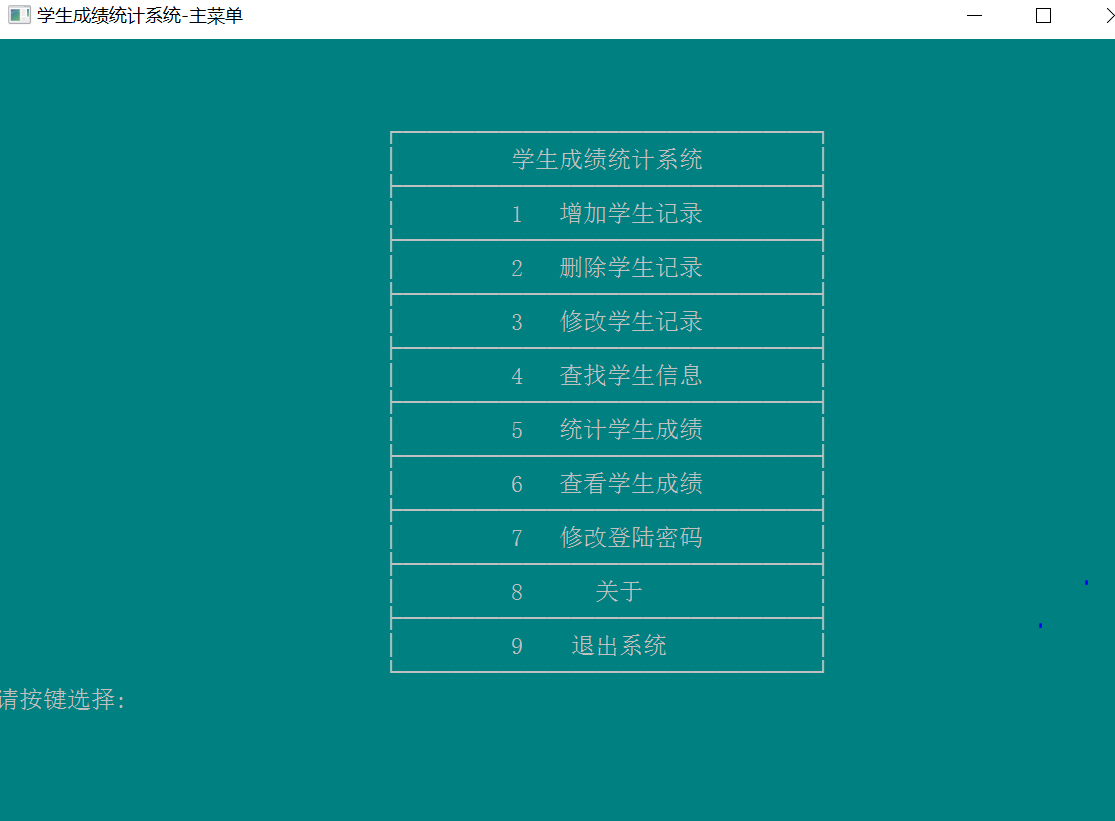 学生成绩统计系统-主菜单
学生成绩统计系统
1 增加学生记录
2 删除学生记录
3 修改学生记录
4 查找学生信息
5 统计学生成绩
6 查看学生成绩
7 修改登陆密码
8 关于
9 退出系统
请按键选择: